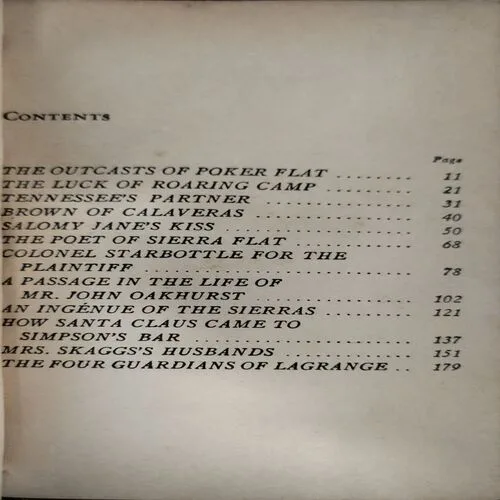 CONTENTS
Page
THE OUTCASTS OF POKER FLAT ........ 11
THE LUCK OF ROARING CAMP ......... 21
TENNESSEE'S PARTNER ............... 31
BROWN OF CALAVERAS ............... 40
SALOMY JANE'S KISS .................. 50
THE POET OF SIERRA FLAT ............ 68
COLONEL STARBOTTLE FOR THE
PLAINTIFF ......................... 78
A PASSAGE IN THE LIFE OF
MR. JOHN OAKHURST ............... 102
AN INGÉNUE OF THE SIERRAS ......... 121
HOW SANTA CLAUS CAME TO
SIMPSON'S BAR .................... 137
MRS. SKAGGS'S HUSBANDS ............. 151
THE FOUR GUARDIANS OF LAGRANGE .. 179